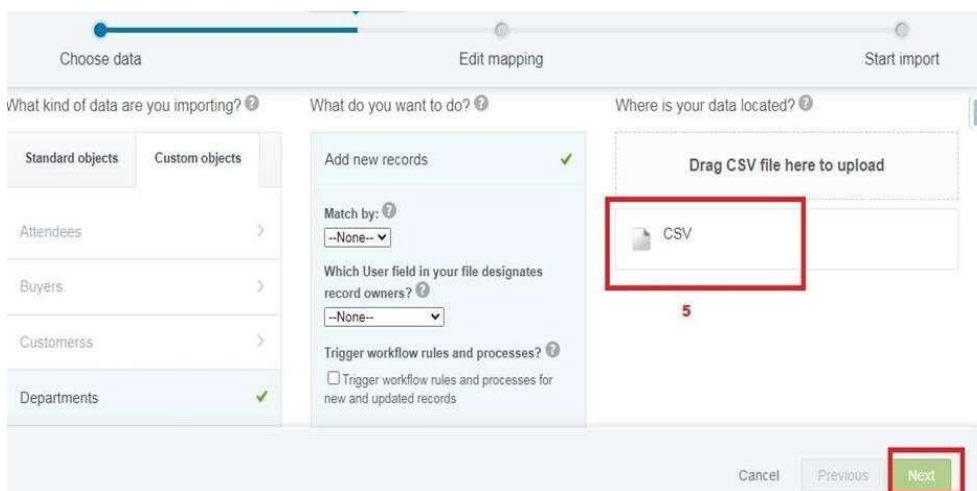 Choose data
Edit mapping
Start import
What kind of data are you importing?
What do you want to do?
Where is your data located?
Standard objects
Custom objects
Attendees
Buyers
Customerss
Departments
Add new records
Match by:
--None--
Which User field in your file designates
record owners?
--None--
Trigger workflow rules and processes?
Trigger workflow rules and processes for
new and updated records
Drag CSV file here to upload
CSV
5
Cancel
Previous
Next